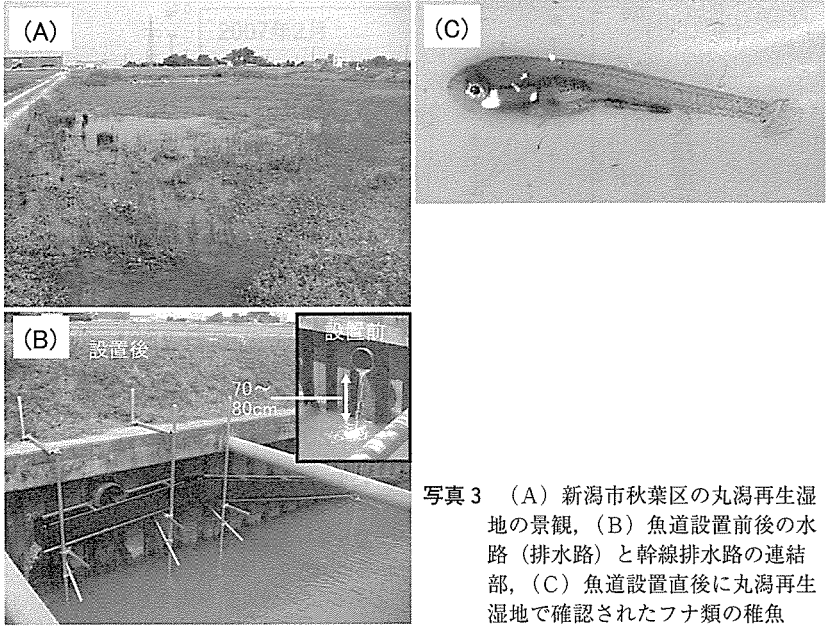 (A)
(C)
(B)
設置後
設置前
70～
80cm
写真3 (A)新潟市秋葉区の丸潟再生湿
地の景観,(B)魚道設置前後の水
路(排水路)と幹線排水路の連結
部,(C)魚道設置直後に丸潟再生
湿地で確認されたフナ類の稚魚